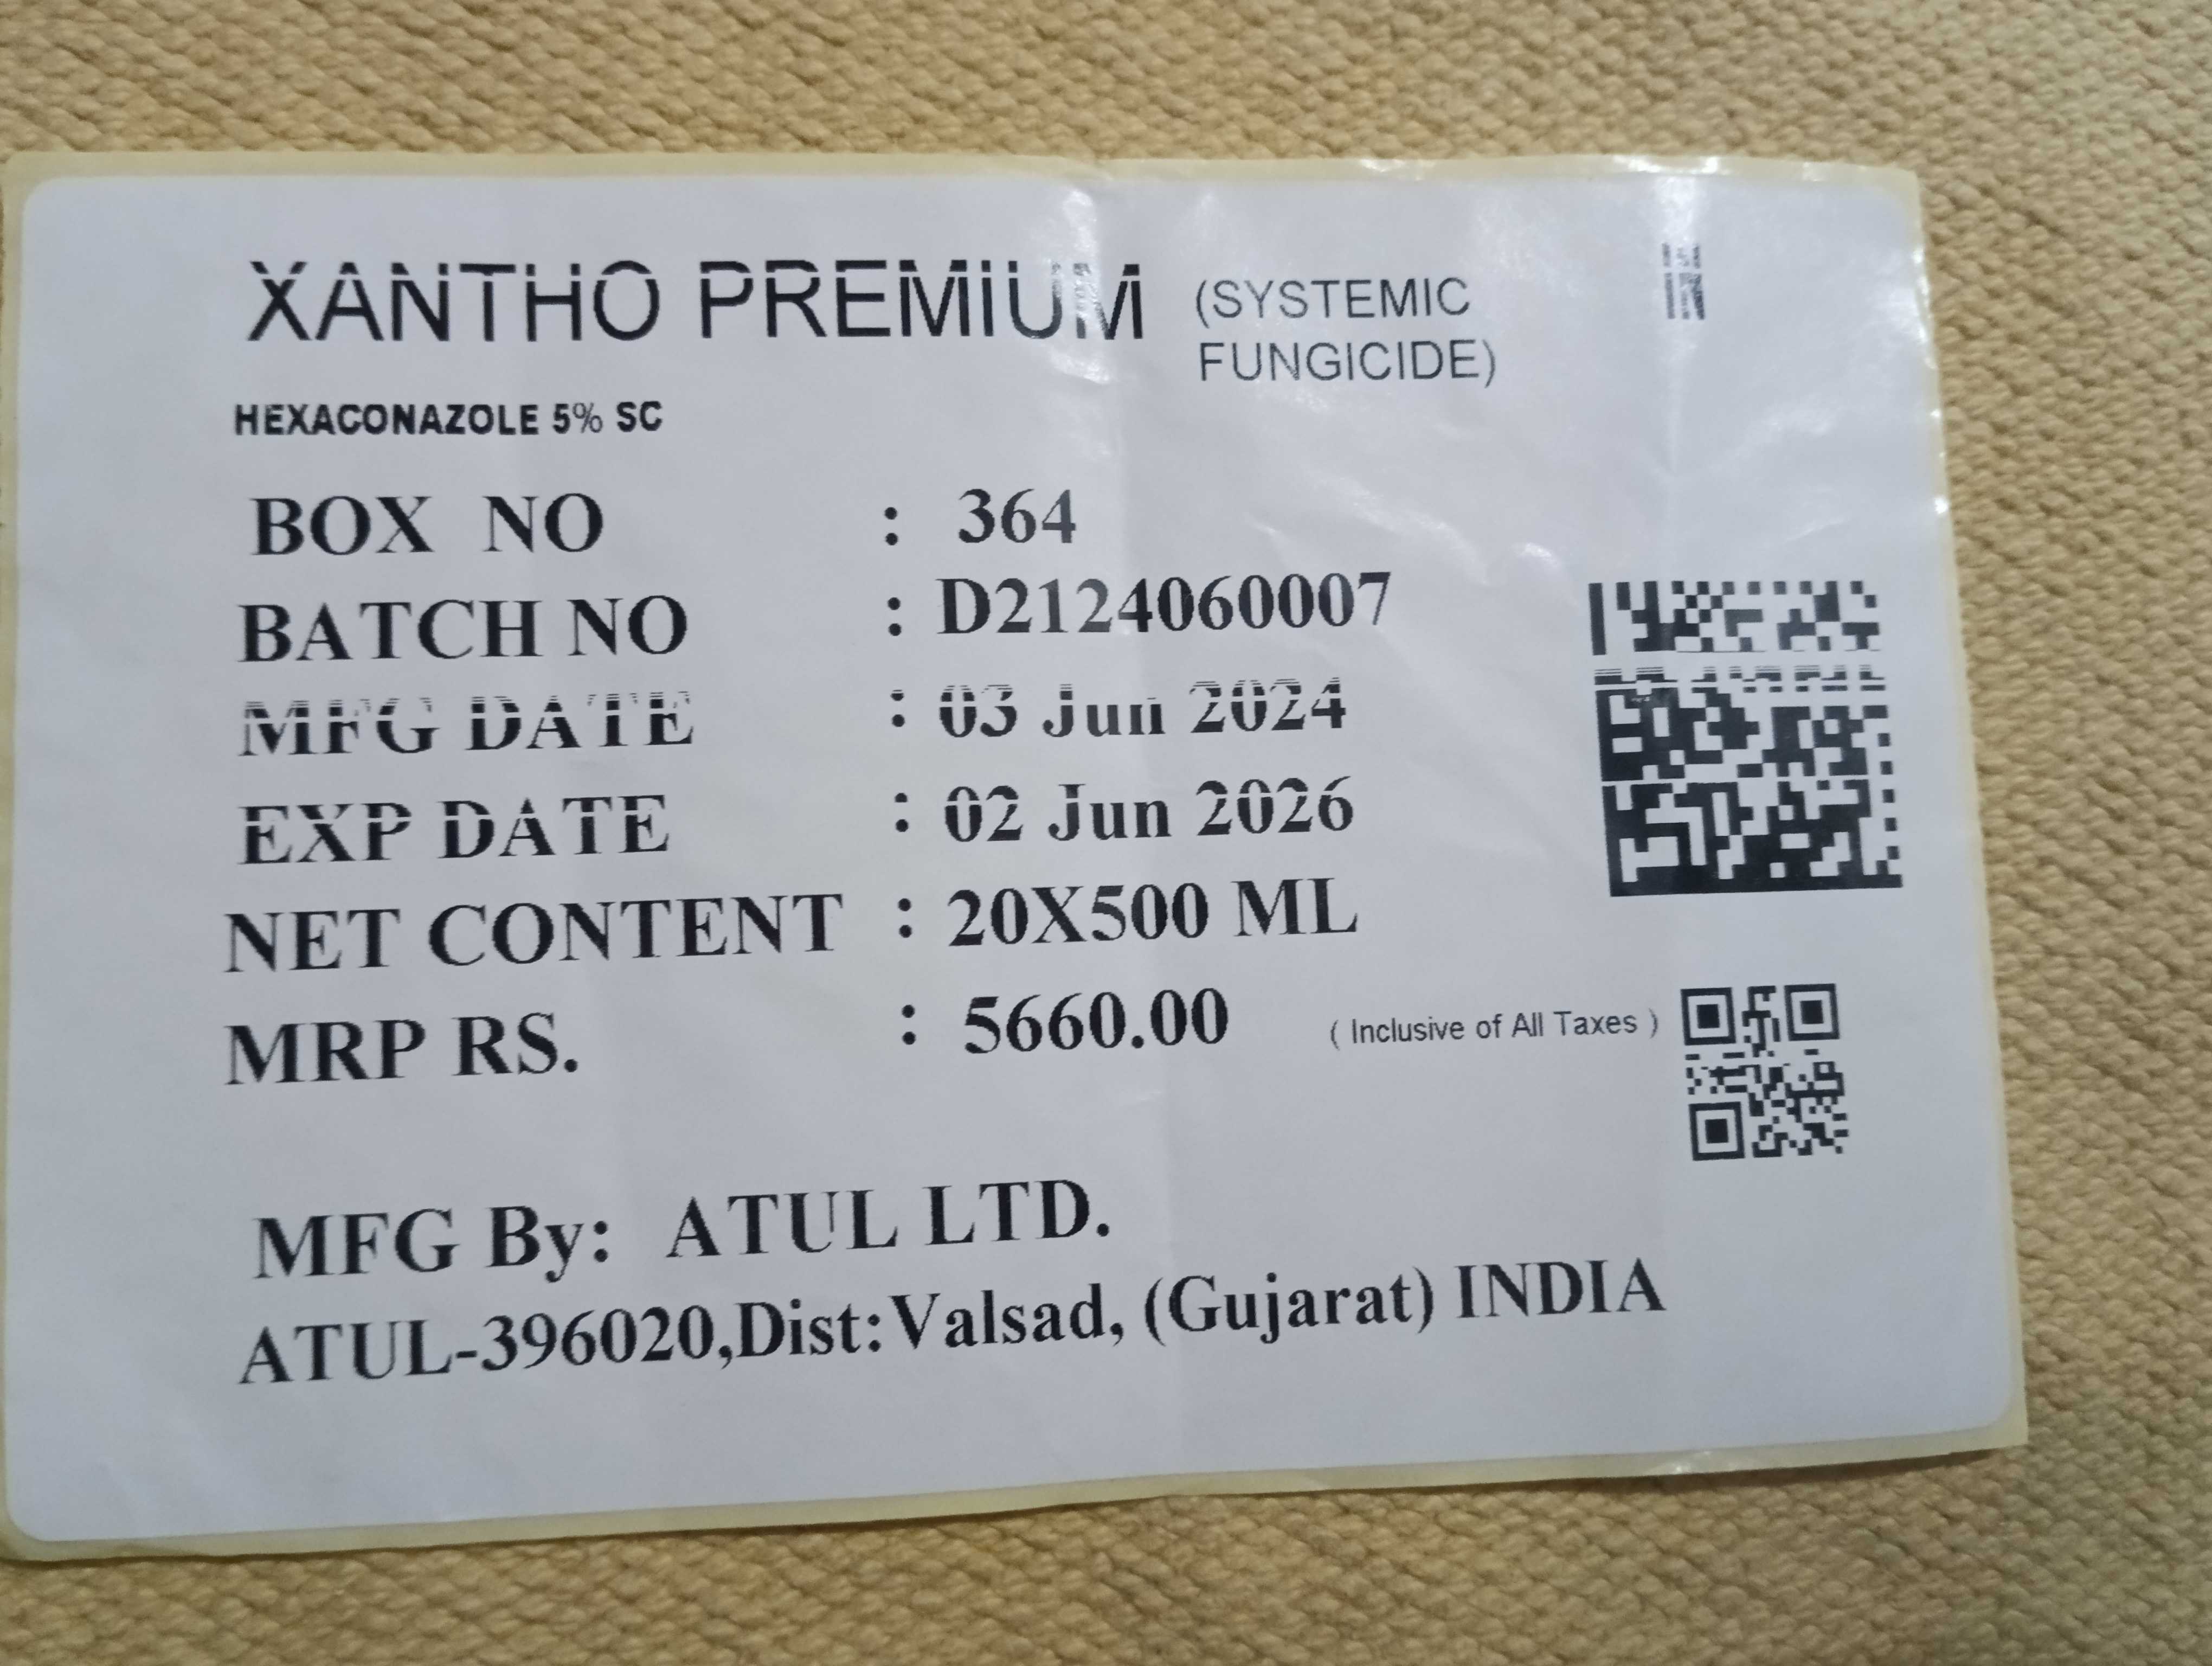 XANTHO PREMIUM (SYSTEMIC
FUNGICIDE)
HEXACONAZOLE 5% SC
BOX NO : 364
BATCH NO : D2124060007
MFG DATE : 03 Jun 2024
EXP DATE : 02 Jun 2026
NET CONTENT : 20X500 ML
MRP RS. : 5660.00 ( Inclusive of All Taxes )
MFG By: ATUL LTD.
ATUL-396020,Dist:Valsad, (Gujarat) INDIA